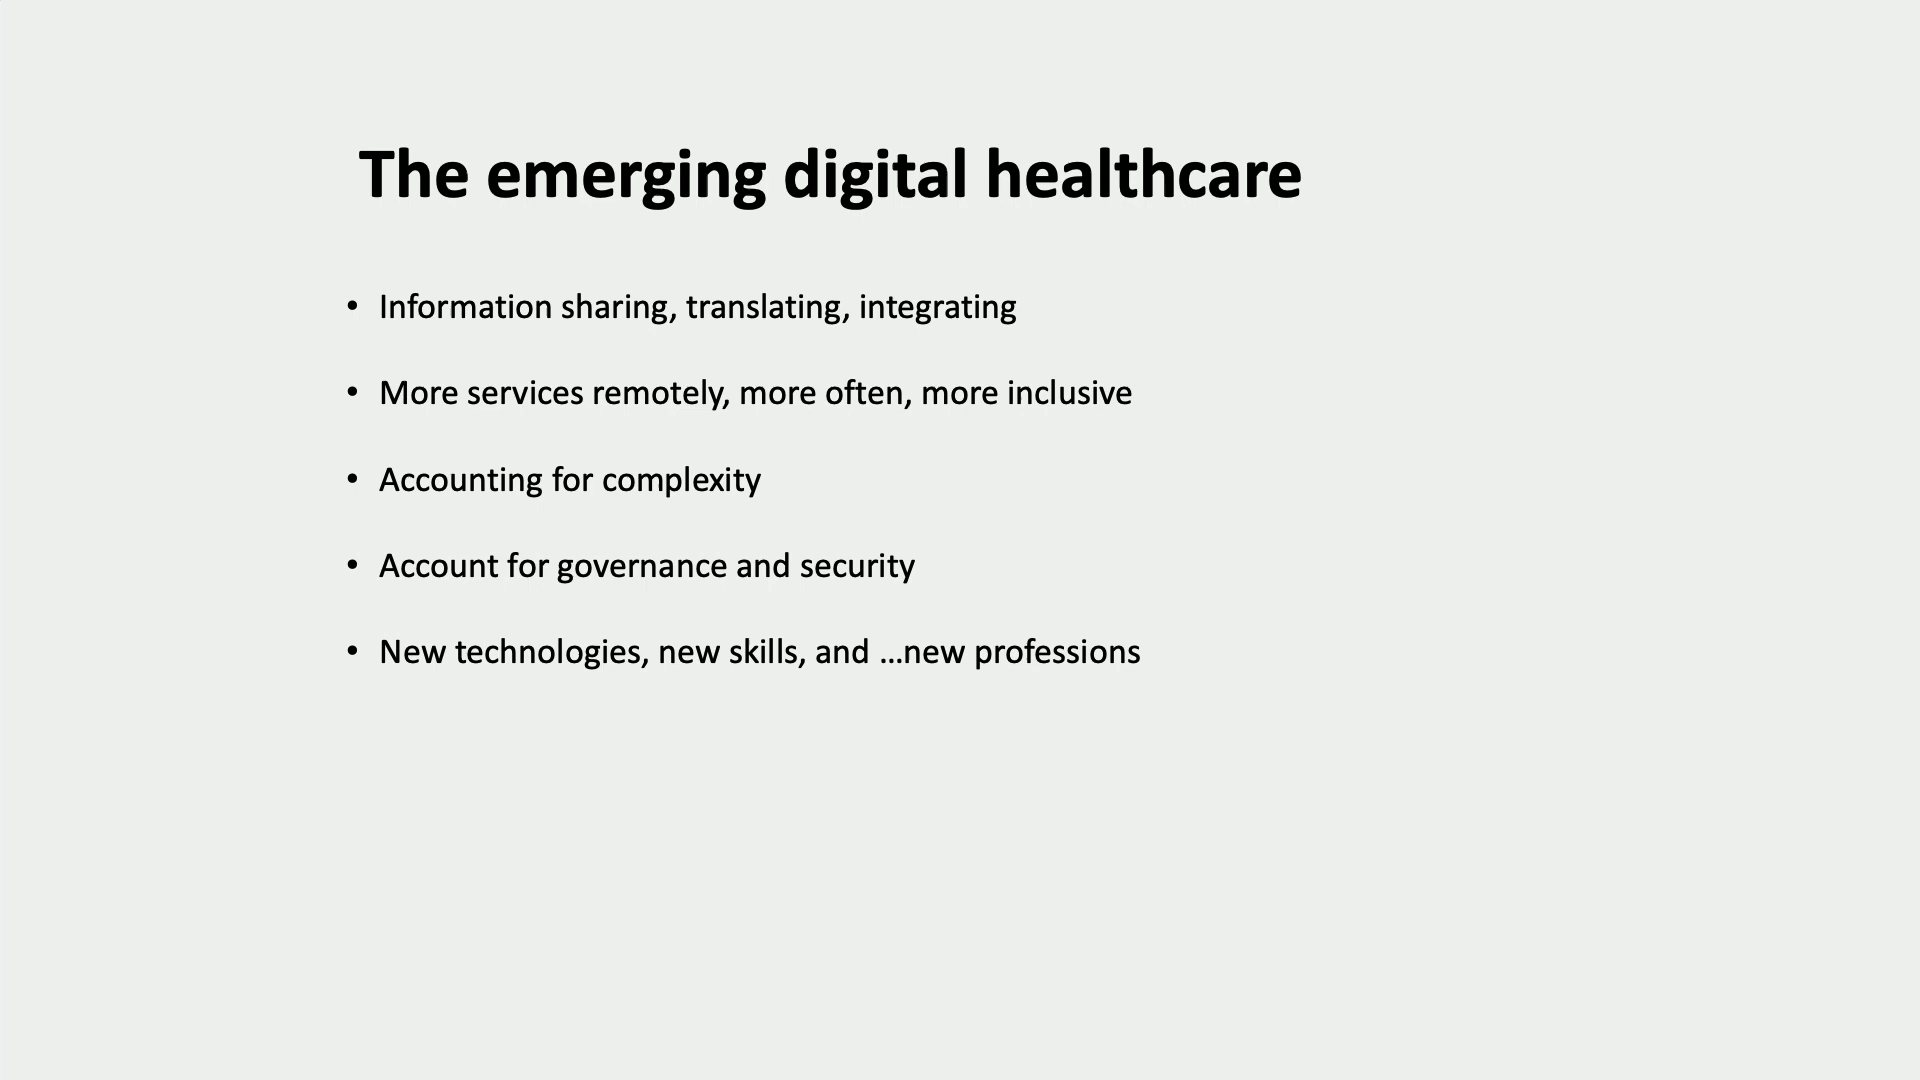 The emerging digital healthcare
• Information sharing, translating, integrating
• More services remotely, more often, more inclusive
• Accounting for complexity
• Account for governance and security
• New technologies, new skills, and …new professions